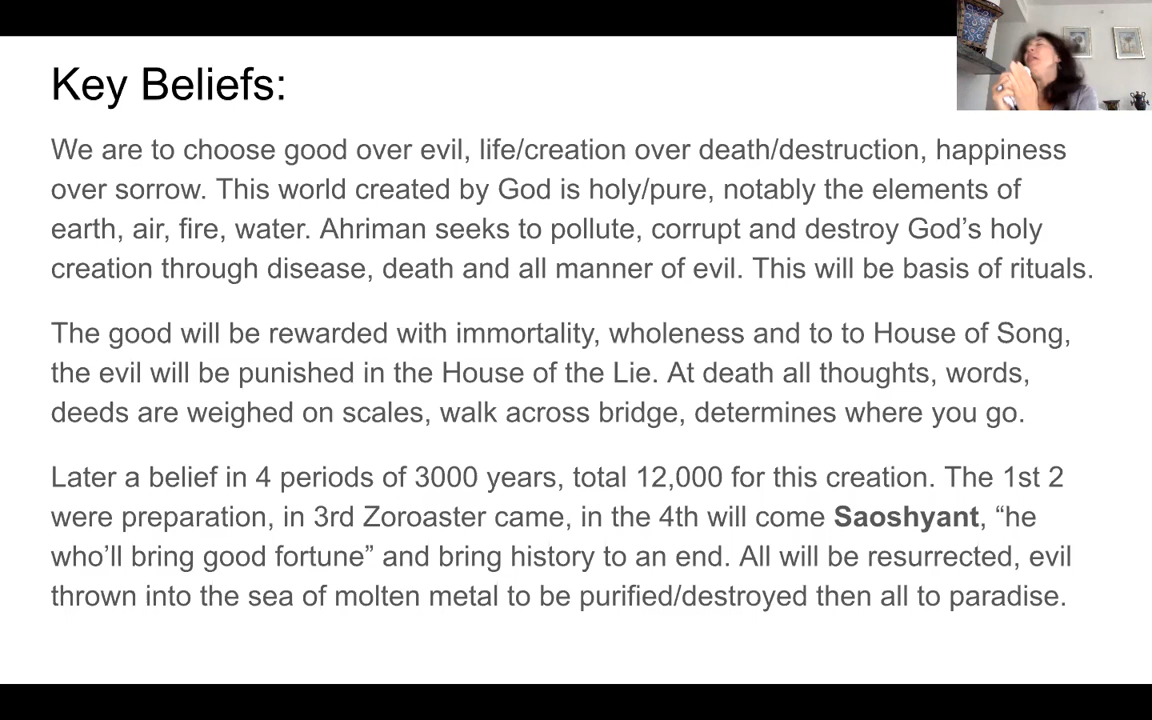 Key Beliefs:
We are to choose good over evil, life/creation over death/destruction, happiness
over sorrow. This world created by God is holy/pure, notably the elements of
earth, air, fire, water. Ahriman seeks to pollute, corrupt and destroy God’s holy
creation through disease, death and all manner of evil. This will be basis of rituals.
The good will be rewarded with immortality, wholeness and to to House of Song,
the evil will be punished in the House of the Lie. At death all thoughts, words,
deeds are weighed on scales, walk across bridge, determines where you go.
Later a belief in 4 periods of 3000 years, total 12,000 for this creation. The 1st 2
were preparation, in 3rd Zoroaster came, in the 4th will come Saoshyant, “he
who’ll bring good fortune” and bring history to an end. All will be resurrected, evil
thrown into the sea of molten metal to be purified/destroyed then all to paradise.